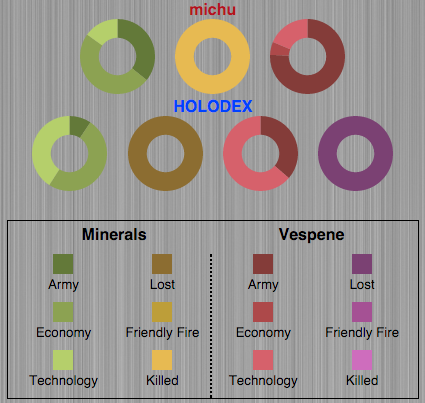 michu
HOLODEX
Minerals Vespene
Army Lost Army Lost
Economy Friendly Fire Economy Friendly Fire
Technology Killed Technology Killed